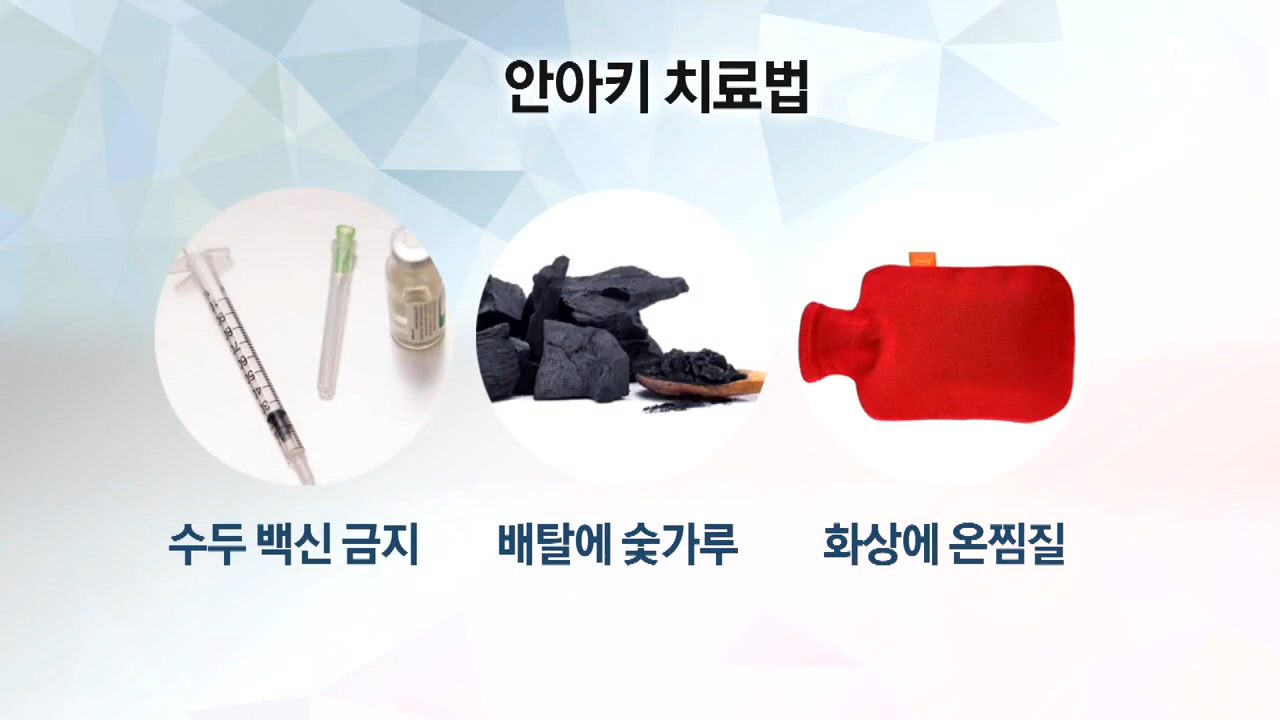 안아키 치료법
수두 백신 금지
배탈에 숯가루
화상에 온찜질